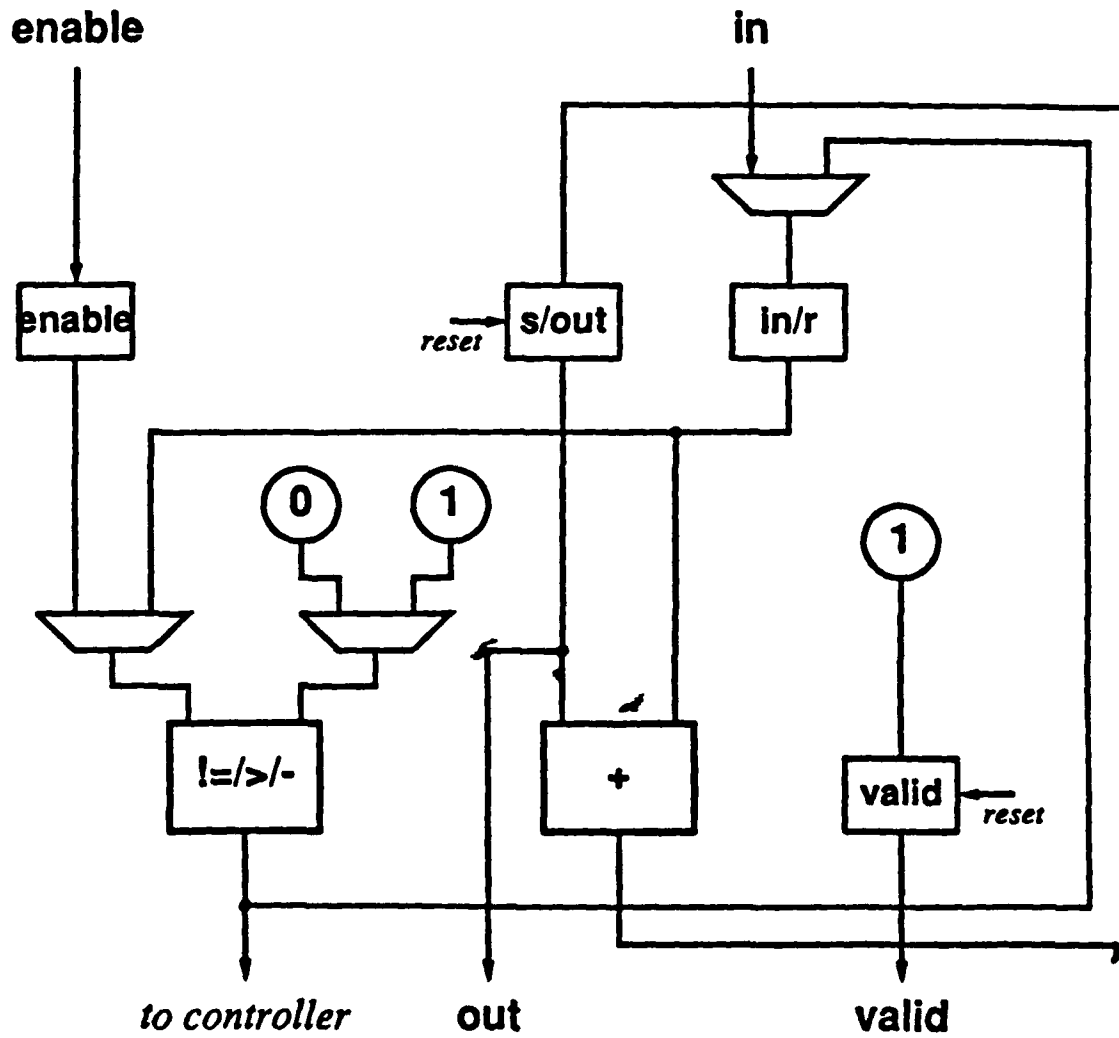 enable
in
enable
s/out
in/r
reset
0
1
1
!=/>/-
+
valid
reset
to controller
out
valid